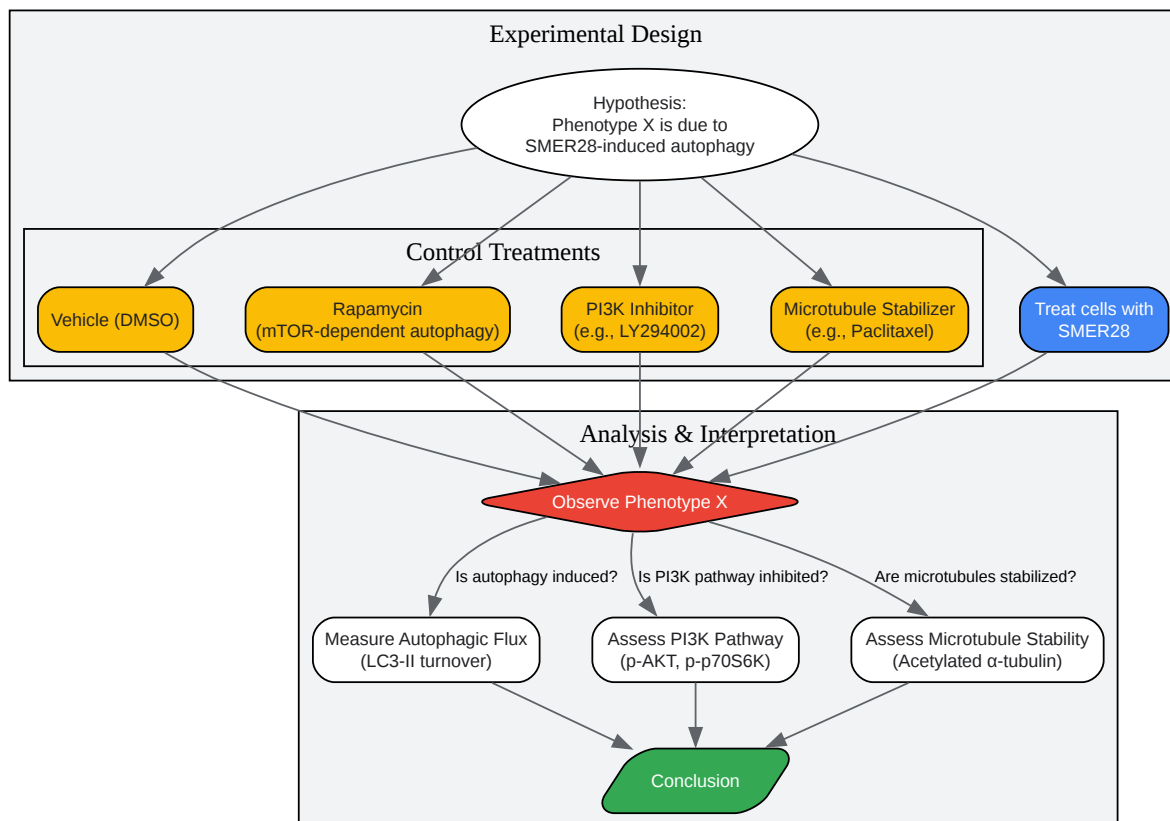 Experimental Design
Hypothesis:
Phenotype X is due to
SMER28-induced autophagy
Control Treatments
Vehicle (DMSO)
Rapamycin
(mTOR-dependent autophagy)
PI3K Inhibitor
(e.g., LY294002)
Microtubule Stabilizer
(e.g., Paclitaxel)
Treat cells with
SMER28
Analysis & Interpretation
Observe Phenotype X
Is autophagy induced?
Is PI3K pathway inhibited?
Are microtubules stabilized?
Measure Autophagic Flux
(LC3-II turnover)
Assess PI3K Pathway
(p-AKT, p-p70S6K)
Assess Microtubule Stability
(Acetylated α-tubulin)
Conclusion